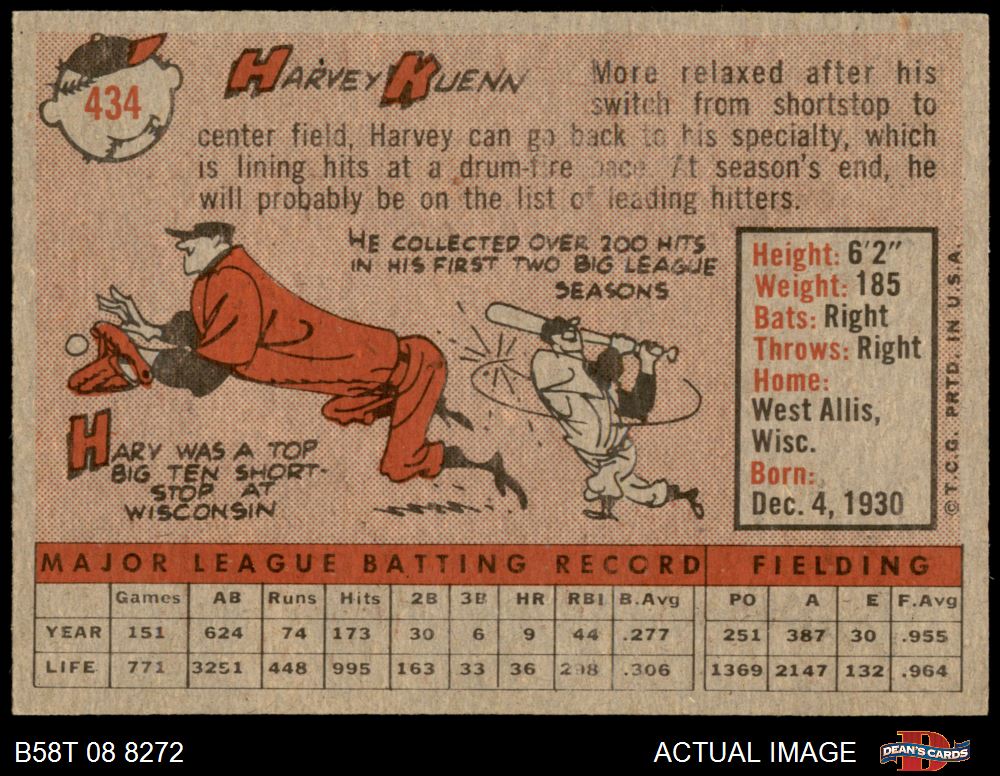 434
HARVEY KUENN
More relaxed after his
switch from shortstop to
center field, Harvey can go back to his specialty, which
is lining hits at a drum-fire pace. At season's end, he
will probably be on the list of leading hitters.
HE COLLECTED OVER 200 HITS
IN HIS FIRST TWO BIG LEAGUE
SEASONS
HARV WAS A TOP
BIG TEN SHORT-
STOP AT
WISCONSIN
Height: 6'2"
Weight: 185
Bats: Right
Throws: Right
Home:
West Allis,
Wisc.
Born:
Dec. 4, 1930
©T.C.G. PRTD. IN U.S.A.
MAJOR LEAGUE BATTING RECORD FIELDING
Games AB Runs Hits 2B 3B HR RBI B.Avg PO A E F.Avg
YEAR 151 624 74 173 30 6 9 44 .277 251 387 30 .955
LIFE 771 3251 448 995 163 33 36 298 .306 1369 2147 132 .964
B58T 08 8272 ACTUAL IMAGE DEAN'S CARDS